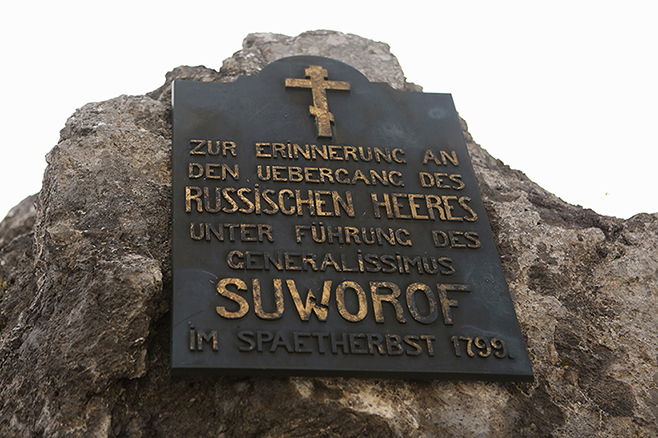 ZUR ERINNERUNG AN
DEN UEBERGANG DES
RUSSISCHEN HEERES
UNTER FÜHRUNG DES
GENERALISSIMUS
SUWOROF
IM SPAETHERBST 1799.